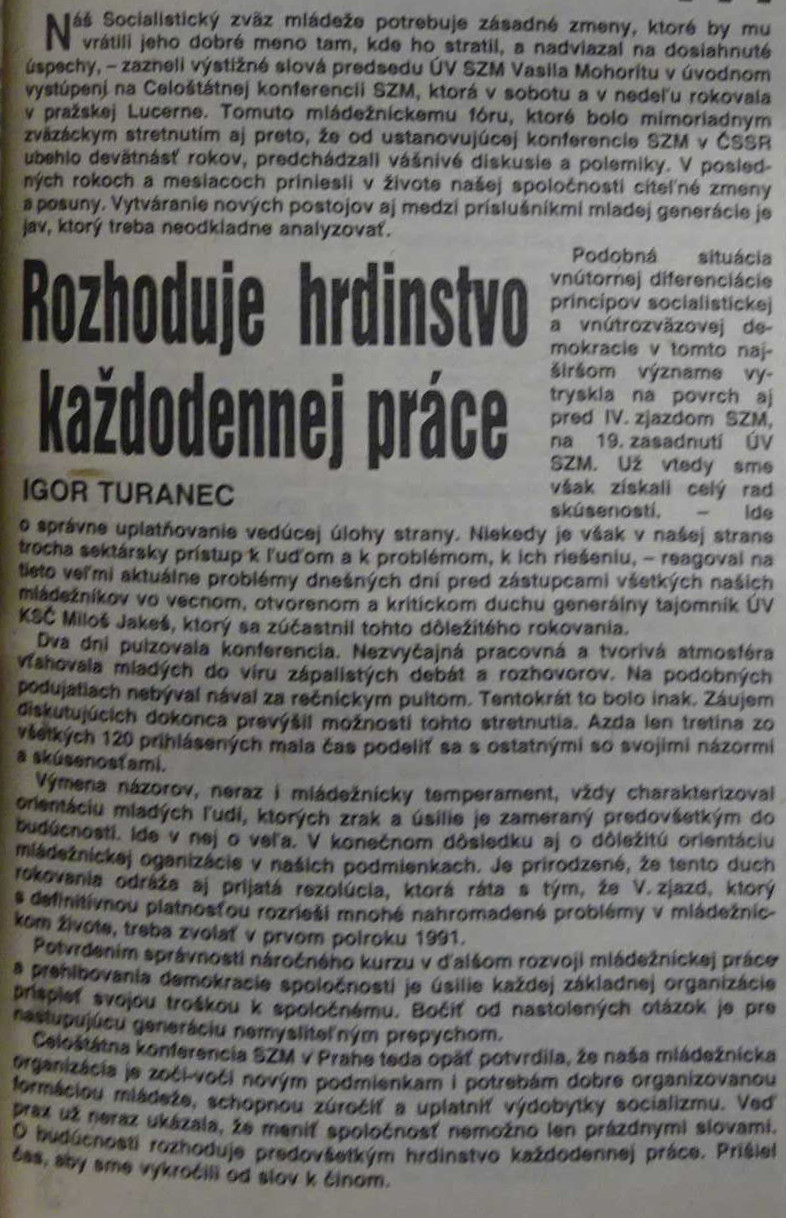 Náš Socialistický zväz mládeže potrebuje zásadné zmeny, ktoré by mu
vrátili jeho dobré meno tam, kde ho stratil, a nadviazal na dosiahnuté
úspechy, – zazneli výstižné slová predsedu ÚV SZM Vasila Mohoritu v úvodnom
vystúpení na Celoštátnej konferencii SZM, ktorá v sobotu a v nedeľu rokovala
v pražskej Lucerne. Tomuto mládežníckemu fóru, ktoré bolo mimoriadnym
zväzáckym stretnutím aj preto, že od ustanovujúcej konferencie SZM v ČSSR
ubehlo devätnásť rokov, predchádzali vášnivé diskusie a polemiky. V posled-
ných rokoch a mesiacoch priniesli v živote našej spoločnosti citeľné zmeny
a posuny. Vytváranie nových postojov aj medzi príslušníkmi mladej generácie je
jav, ktorý treba neodkladne analyzovať.
Rozhoduje hrdinstvo
každodennej práce
IGOR TURANEC
Podobná situácia
vnútornej diferenciácie
princípov socialistickej
a vnútrozväzovej de-
mokracie v tomto naj-
širšom význame vy-
tryskla na povrch aj
pred IV. zjazdom SZM,
na 19. zasadnutí ÚV
SZM. Už vtedy sme
však získali celý rad
skúseností. – Ide
o správne uplatňovanie vedúcej úlohy strany. Niekedy je však v našej strane
trocha sektársky prístup k ľuďom a k problémom, k ich riešeniu, – reagoval na
tieto veľmi aktuálne problémy dnešných dní pred zástupcami všetkých našich
mládežníkov vo vecnom, otvorenom a kritickom duchu generálny tajomník ÚV
KSČ Miloš Jakeš, ktorý sa zúčastnil tohto dôležitého rokovania.
Dva dni pulzovala konferencia. Nezvyčajná pracovná a tvorivá atmosféra
vťahovala mladých do víru zápalistých debát a rozhovorov. Na podobných
podujatiach nebýval nával za rečníckym pultom. Tentokrát to bolo inak. Záujem
diskutujúcich dokonca prevýšil možnosti tohto stretnutia. Azda len tretina zo
všetkých 120 prihlásených mala čas podeliť sa s ostatnými so svojimi názormi
a skúsenosťami.
Výmena názorov, neraz i mládežnícky temperament, vždy charakterizoval
orientáciu mladých ľudí, ktorých zrak a úsilie je zameraný predovšetkým do
budúcnosti. Ide v nej o veľa. V konečnom dôsledku aj o dôležitú orientáciu
mládežníckej oganizácie v našich podmienkach. Je prirodzené, že tento duch
rokovania odráža aj prijatá rezolúcia, ktorá ráta s tým, že V. zjazd, ktorý
s definitívnou platnosťou rozrieši mnohé nahromadené problémy v mládežníc-
kom živote, treba zvolať v prvom polroku 1991.
Potvrdením správnosti náročného kurzu v ďalšom rozvoji mládežníckej práce
a prehlbovania demokracie spoločnosti je úsilie každej základnej organizácie
prispieť svojou troškou k spoločnému. Bočiť od nastolených otázok je pre
nastupujúcu generáciu nemysliteľným prepychom.
Celoštátna konferencia SZM v Prahe teda opäť potvrdila, že naša mládežnícka
organizácia je zoči-voči novým podmienkam i potrebám dobre organizovanou
formáciou mládeže, schopnou zúročiť a uplatniť výdobytky socializmu. Veď
prax už neraz ukázala, že meniť spoločnosť nemožno len prázdnymi slovami.
O budúcnosti rozhoduje predovšetkým hrdinstvo každodennej práce. Prišiel
čas, aby sme vykročili od slov k činom.